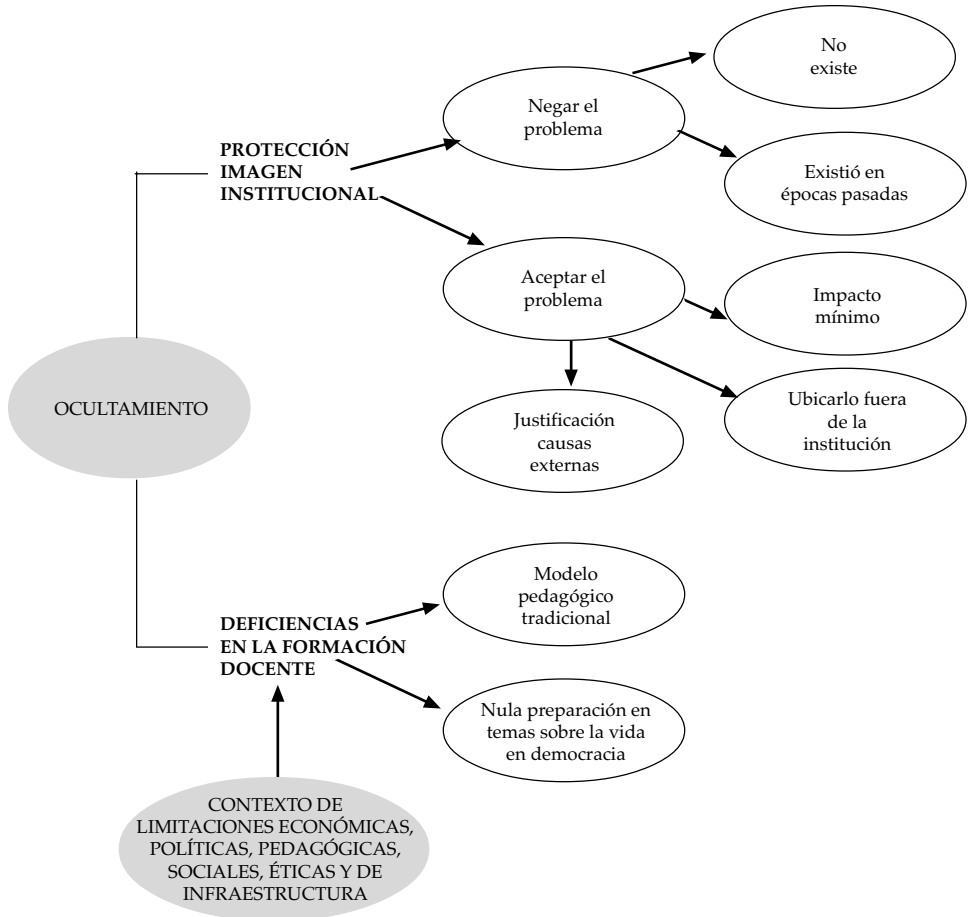 No
existe
Negar el
problema
PROTECCIÓN
IMAGEN
INSTITUCIONAL
Existió en
épocas pasadas
Aceptar el
problema
Impacto
mínimo
OCULTAMIENTO
Justificación
causas
externas
Ubicarlo fuera
de la
institución
Modelo
pedagógico
tradicional
DEFICIENCIAS
EN LA FORMACIÓN
DOCENTE
Nula preparación en
temas sobre la vida
en democracia
CONTEXTO DE
LIMITACIONES ECONÓMICAS,
POLÍTICAS, PEDAGÓGICAS,
SOCIALES, ÉTICAS Y DE
INFRAESTRUCTURA